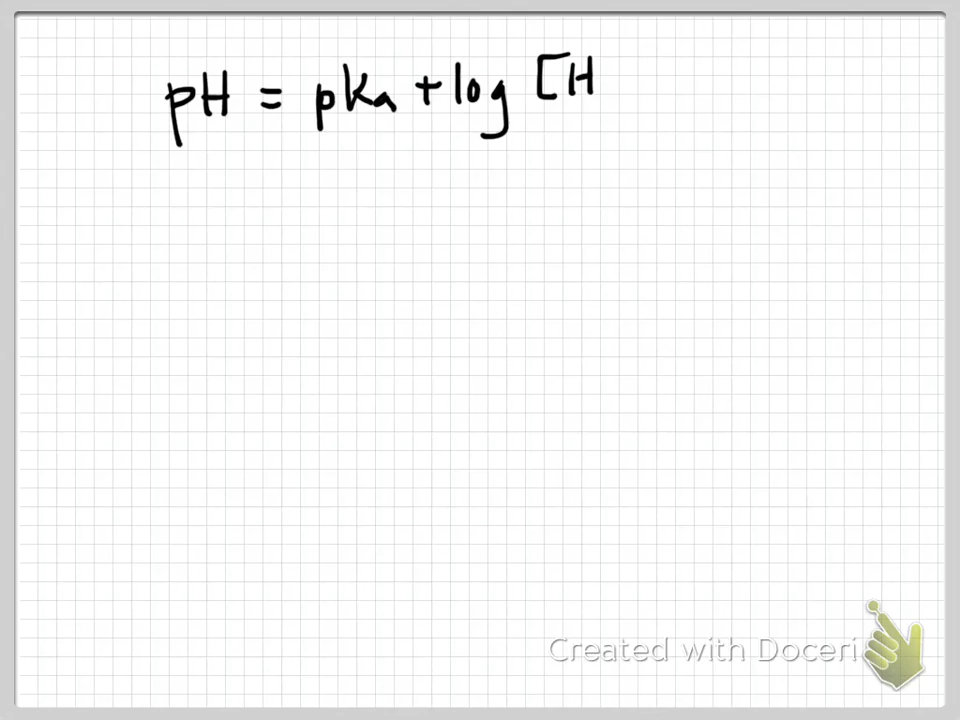 pH = pKa + log [H
Created with Doceri